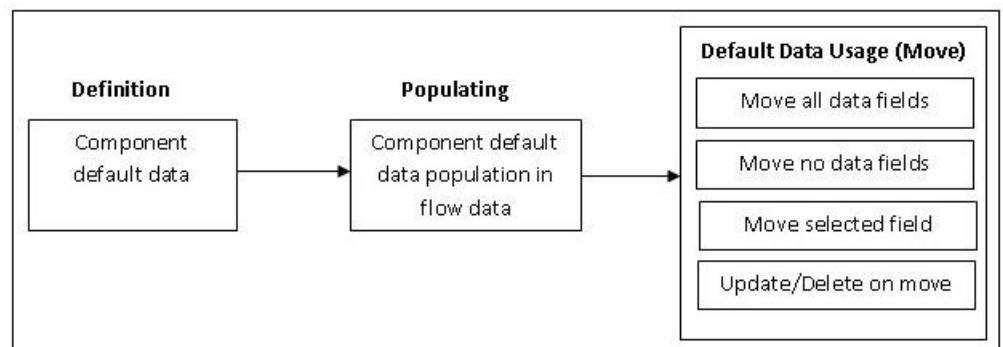 Definition
Component
default data
Populating
Component default
data population in
flow data
Default Data Usage (Move)
Move all data fields
Move no data fields
Move selected field
Update/Delete on move